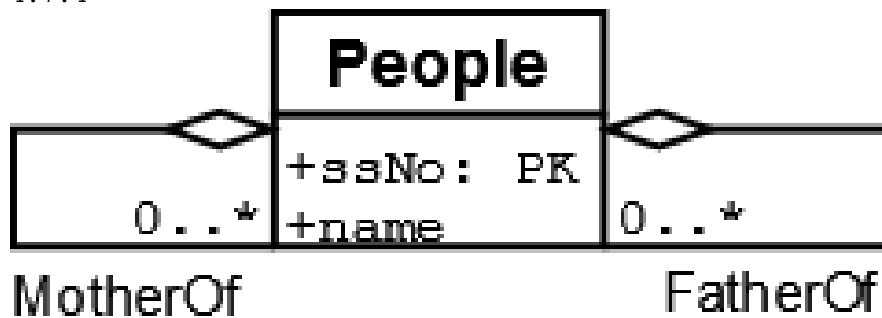 People
+ssNo: PK
0..* +name 0..*
MotherOf FatherOf